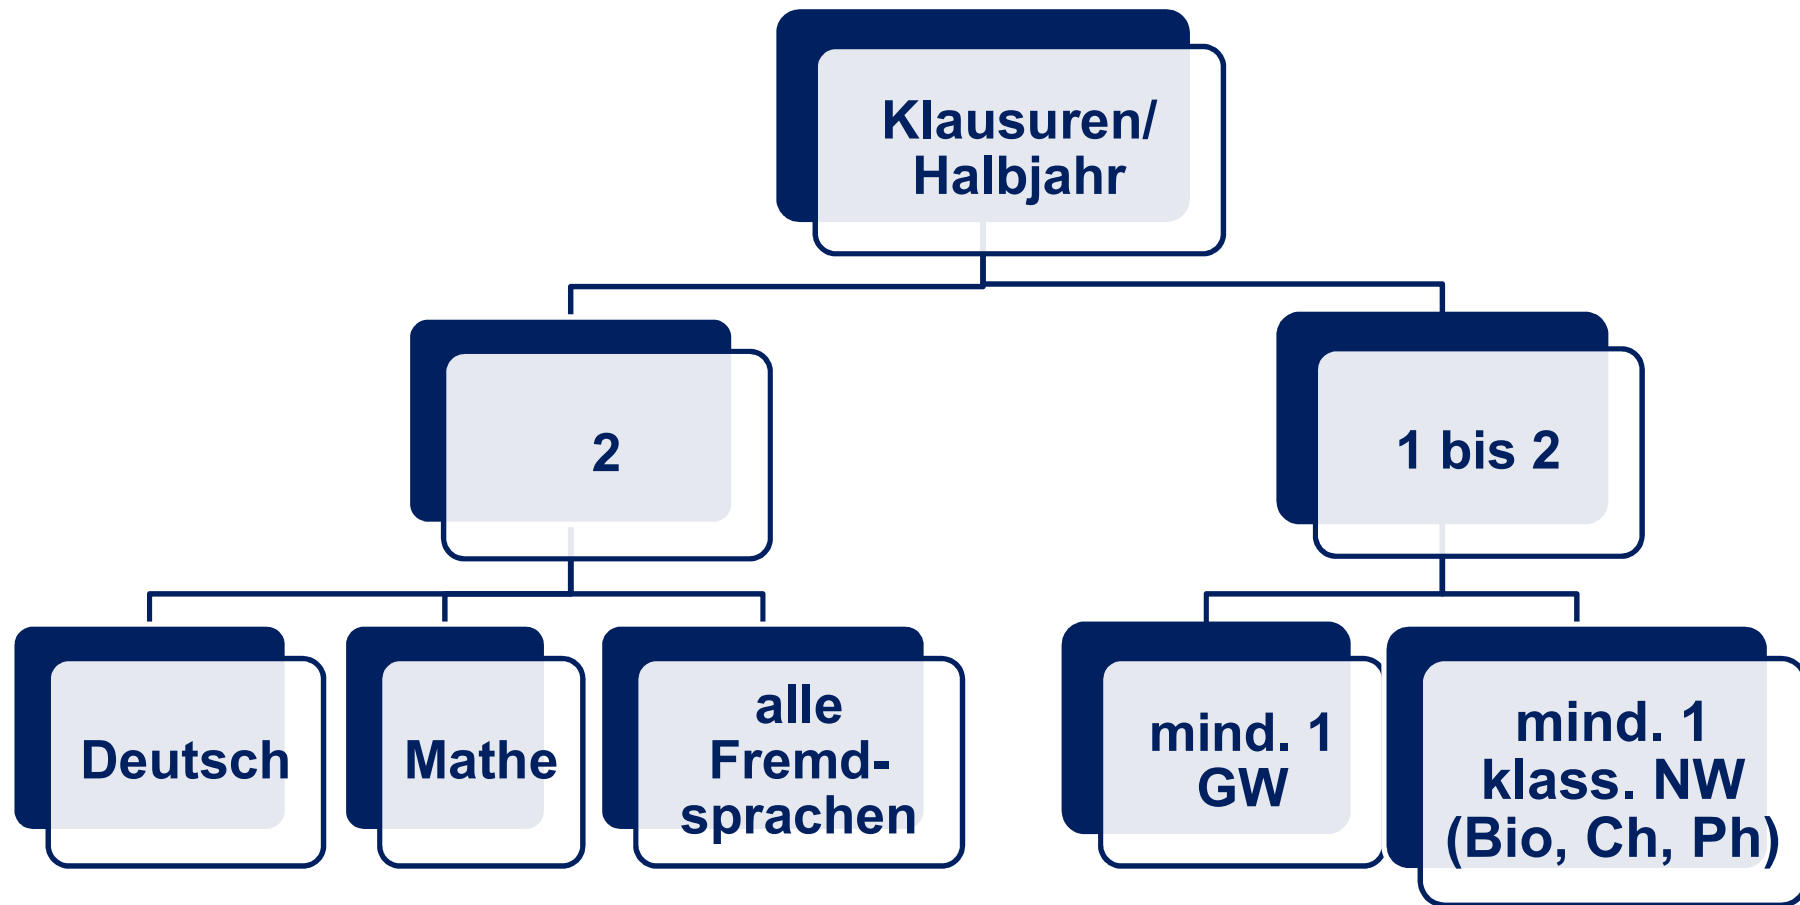 Klausuren/
Halbjahr
2
1 bis 2
Deutsch
Mathe
alle
Fremd-
sprachen
mind. 1
GW
mind. 1
klass. NW
(Bio, Ch, Ph)